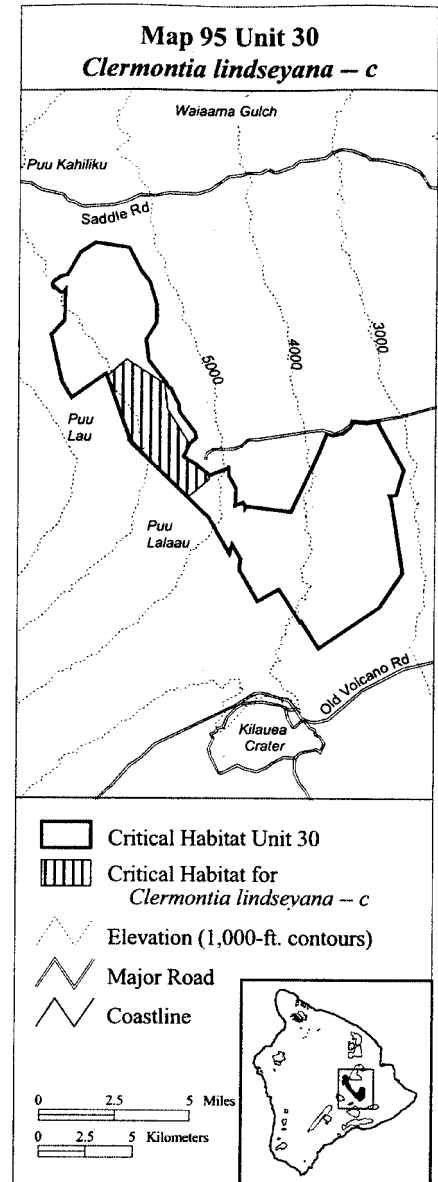 Map 95 Unit 30
Clermontia lindseyana – c
Waiaama Gulch
Puu Kahiliku
Saddle Rd
5000
4000
3000
Puu
Lau
Puu
Lalaau
Old Volcano Rd
Kilauea
Crater
Critical Habitat Unit 30
Critical Habitat for
Clermontia lindseyana – c
Elevation (1,000-ft. contours)
Major Road
Coastline
0 2.5 5 Miles
0 2.5 5 Kilometers